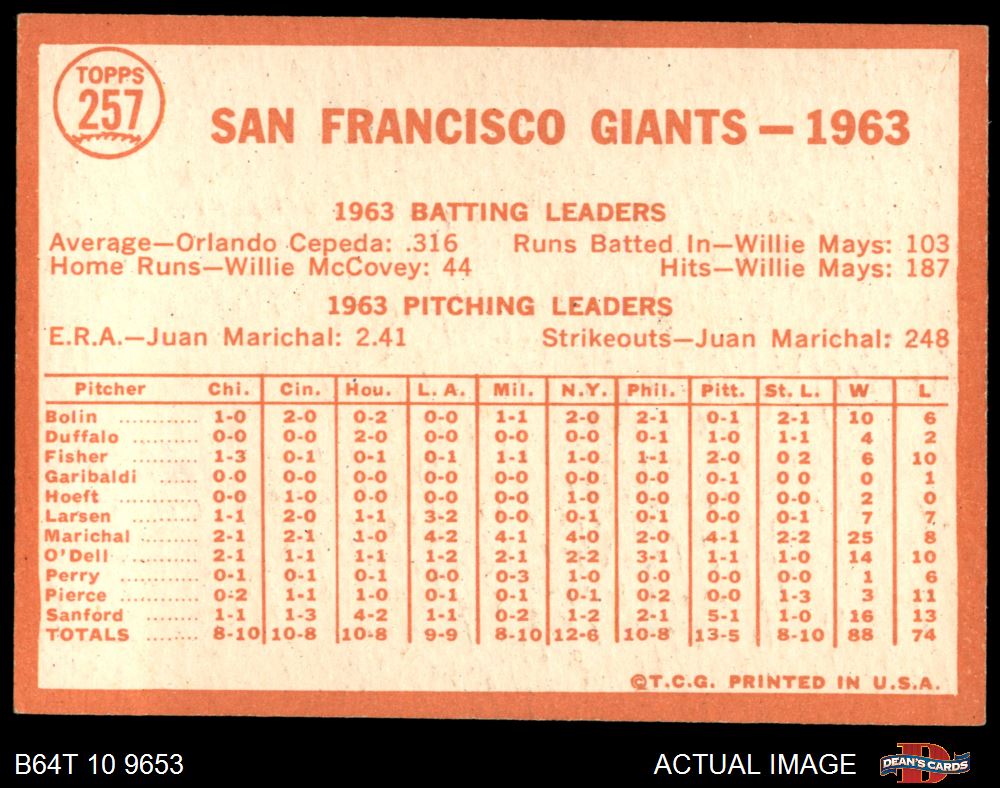 TOPPS
257
SAN FRANCISCO GIANTS — 1963
1963 BATTING LEADERS
Average—Orlando Cepeda: .316 Runs Batted In—Willie Mays: 103
Home Runs—Willie McCovey: 44 Hits—Willie Mays: 187
1963 PITCHING LEADERS
E.R.A.—Juan Marichal: 2.41 Strikeouts—Juan Marichal: 248
Pitcher Chi. Cin. Hou. L. A. Mil. N.Y. Phil. Pitt. St. L. W L
Bolin ........... 1-0 2-0 0-2 0-0 1-1 2-0 2-1 0-1 2-1 10 6
Duffalo ......... 0-0 0-0 2-0 0-0 0-0 0-0 0-1 1-0 1-1 4 2
Fisher ......... 1-3 0-1 0-1 0-1 1-1 1-0 1-1 2-0 0 2 6 10
Garibaldi ....... 0-0 0-0 0-0 0-0 0-0 0-0 0-0 0-1 0 0 0 1
Hoeft ........... 0-0 1-0 0-0 0-0 0-0 1-0 0-0 0-0 0 0 2 0
Larsen ......... 1-1 2-0 1-1 3-2 0-0 0-1 0-1 0-0 0-1 7 7
Marichal ........ 2-1 2-1 1-0 4-2 4-1 4-0 2-0 4-1 2-2 25 8
O'Dell ......... 2-1 1-1 1-1 1-2 2-1 2-2 3-1 1-1 1-0 14 10
Perry ........... 0-1 0-1 0-1 0-0 0-3 1-0 0-0 0-0 0-0 1 6
Pierce ........... 0-2 1-1 1-0 0-1 0-1 0-1 0-2 0-0 1-3 3 11
Sanford ......... 1-1 1-3 4-2 1-1 0-2 1-2 2-1 5-1 1-0 16 13
TOTALS ....... 8-10 10-8 10-8 9-9 8-10 12-6 10-8 13-5 8-10 88 74
©T.C.G. PRINTED IN U.S.A.
B64T 10 9653 ACTUAL IMAGE DEAN'S CARDS